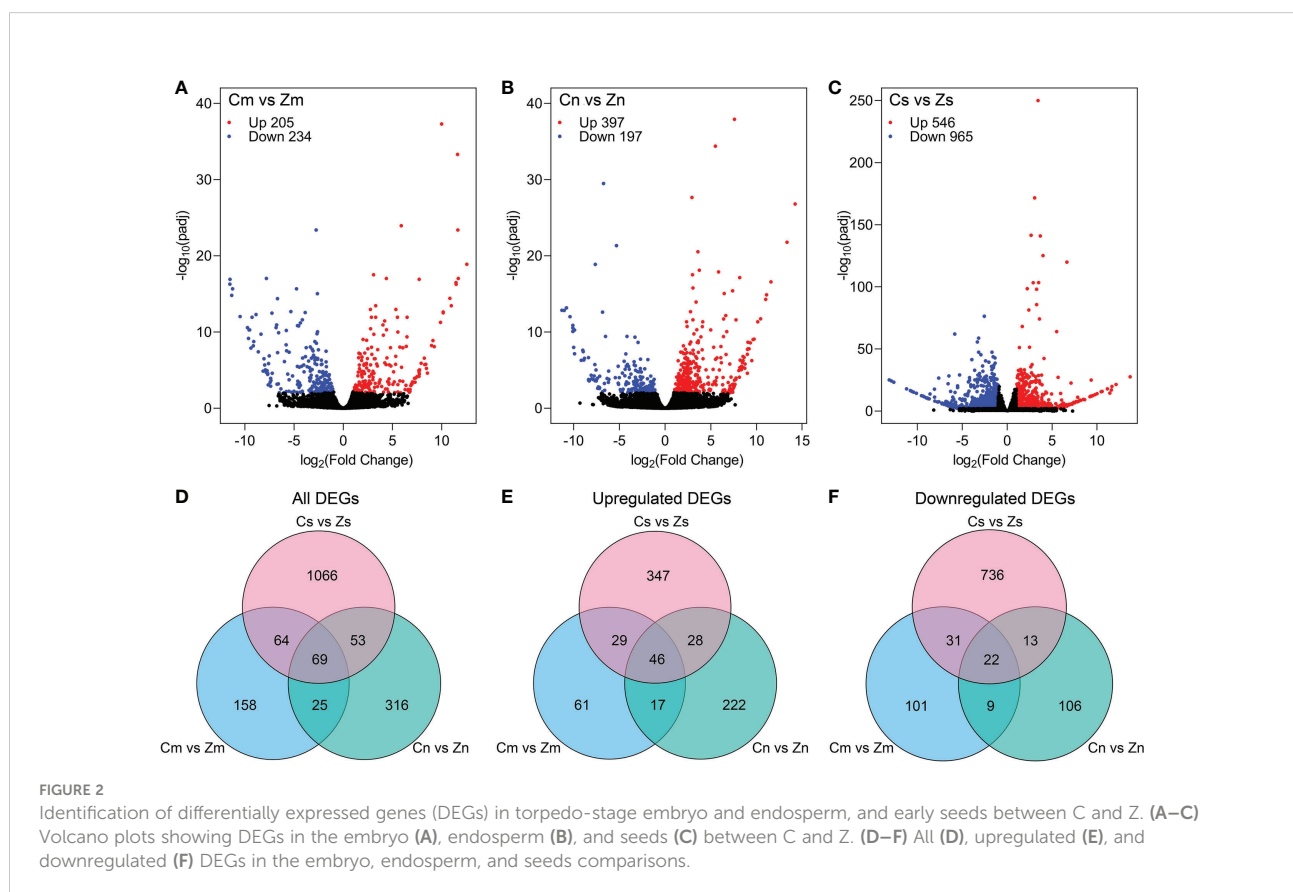 A
Cm vs Zm
Up 205
Down 234
-log10(padj)
40
30
20
10
0
-10 -5 0 5 10
log2(Fold Change)
B
Cn vs Zn
Up 397
Down 197
-log10(padj)
40
30
20
10
0
-10 -5 0 5 10 15
log2(Fold Change)
C
Cs vs Zs
Up 546
Down 965
-log10(padj)
250
200
150
100
50
0
-10 -5 0 5 10
log2(Fold Change)
D
All DEGs
Cs vs Zs
1066
64 53
69
158 25 316
Cm vs Zm Cn vs Zn
E
Upregulated DEGs
Cs vs Zs
347
29 28
46
61 17 222
Cm vs Zm Cn vs Zn
F
Downregulated DEGs
Cs vs Zs
736
31 13
22
101 9 106
Cm vs Zm Cn vs Zn
FIGURE 2
Identification of differentially expressed genes (DEGs) in torpedo-stage embryo and endosperm, and early seeds between C and Z. (A–C)
Volcano plots showing DEGs in the embryo (A), endosperm (B), and seeds (C) between C and Z. (D–F) All (D), upregulated (E), and
downregulated (F) DEGs in the embryo, endosperm, and seeds comparisons.